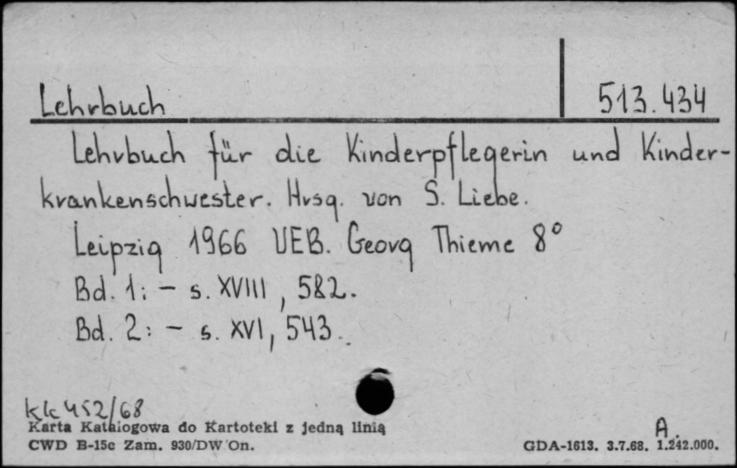 Lehrbuch 513.434
Lehrbuch für die Kinderpflegerin und Kinder-
krankenschwester. Hrsg. von S. Liebe.
Leipzig 1966 VEB. Georg Thieme 8°
Bd. 1: - s. XVIII, 582.
Bd. 2: - s. XVI, 543.
kk 452/68
Karta Katalogowa do Kartoteki z jedną linią A.
CWD B-15c Zam. 930/DW On. GDA-1613. 3.7.68. 1.242.000.